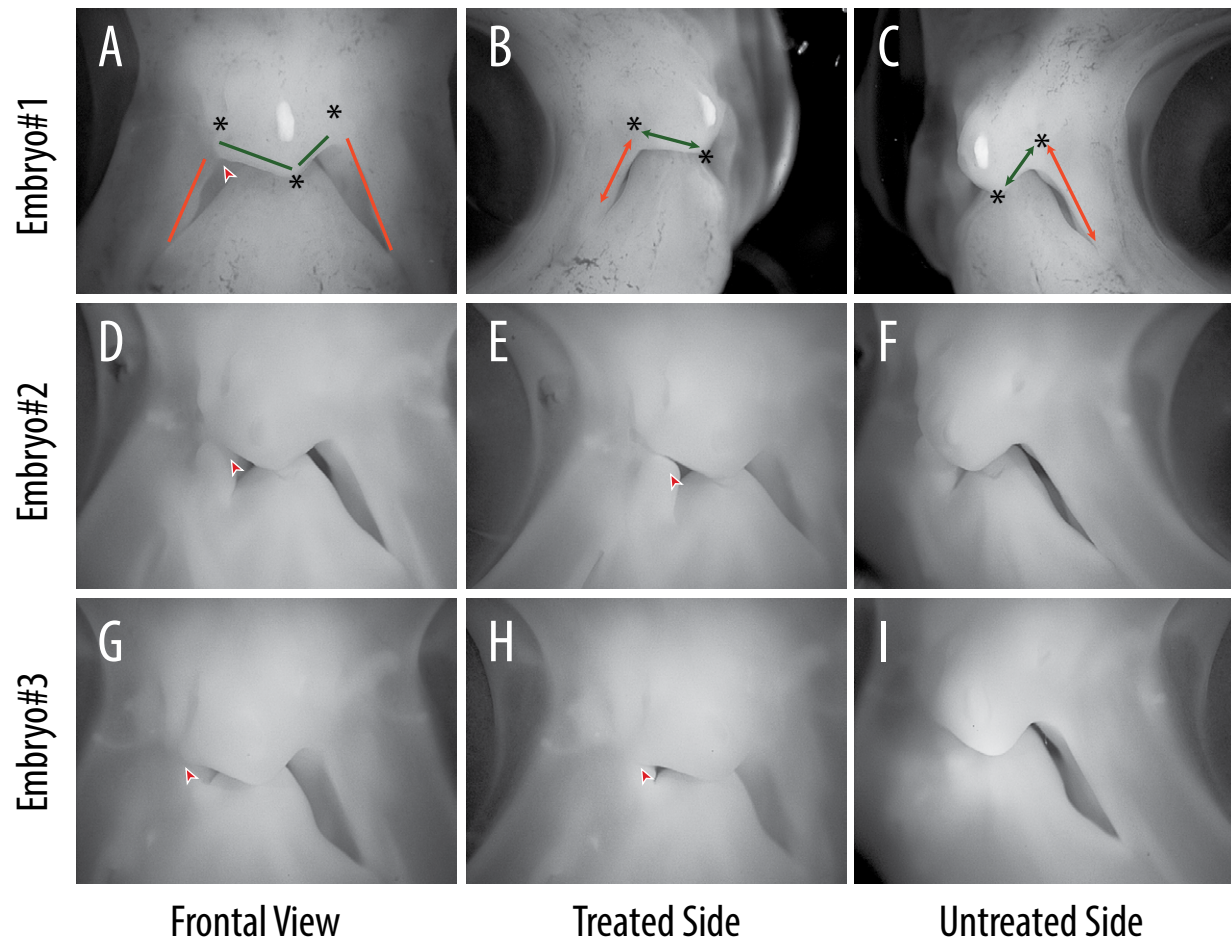 Embryo#1
A
*
*
*
B
*
*
C
*
*
Embryo#2
D
E
F
Embryo#3
G
H
I
Frontal View
Treated Side
Untreated Side